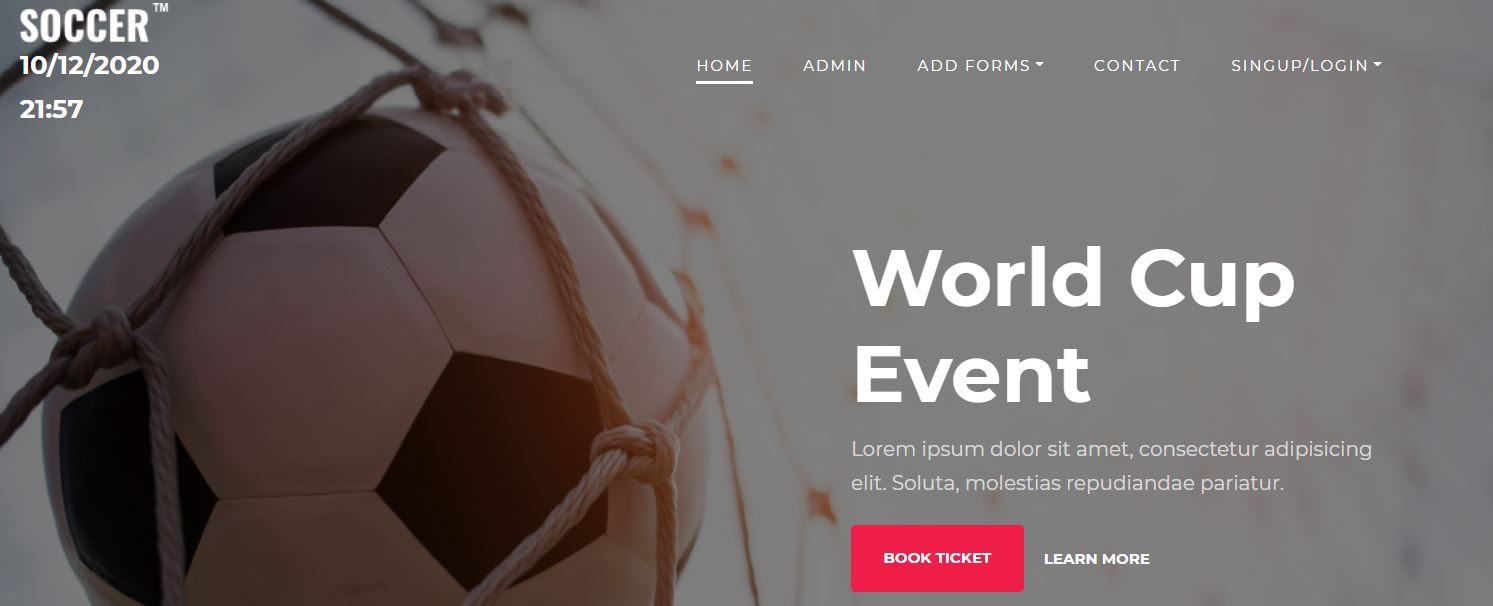 SOCCER™
10/12/2020
21:57
HOME ADMIN ADD FORMS CONTACT SINGUP/LOGIN
World Cup
Event
Lorem ipsum dolor sit amet, consectetur adipisicing
elit. Soluta, molestias repudiandae pariatur.
BOOK TICKET LEARN MORE